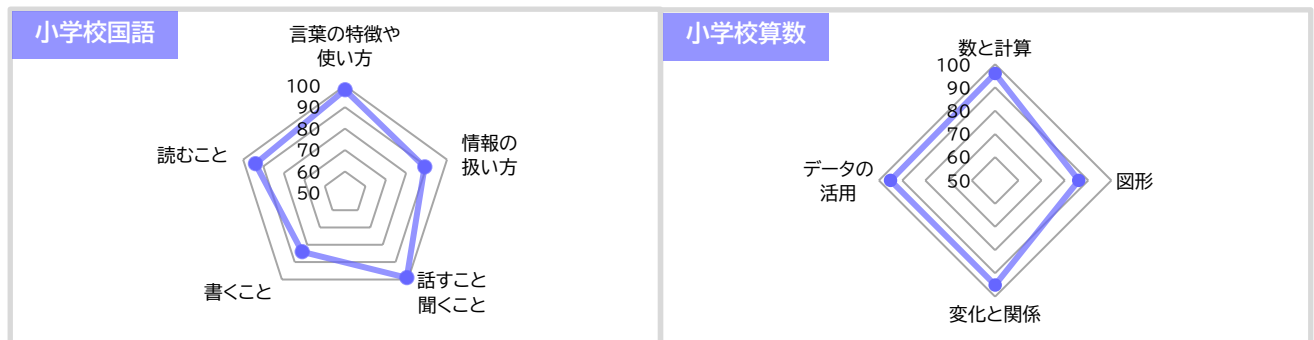 小学校国語
言葉の特徴や
使い方
100
90
80
70
60
50
読むこと
情報の
扱い方
書くこと
話すこと
聞くこと
小学校算数
数と計算
100
90
80
70
60
50
データの
活用
図形
変化と関係